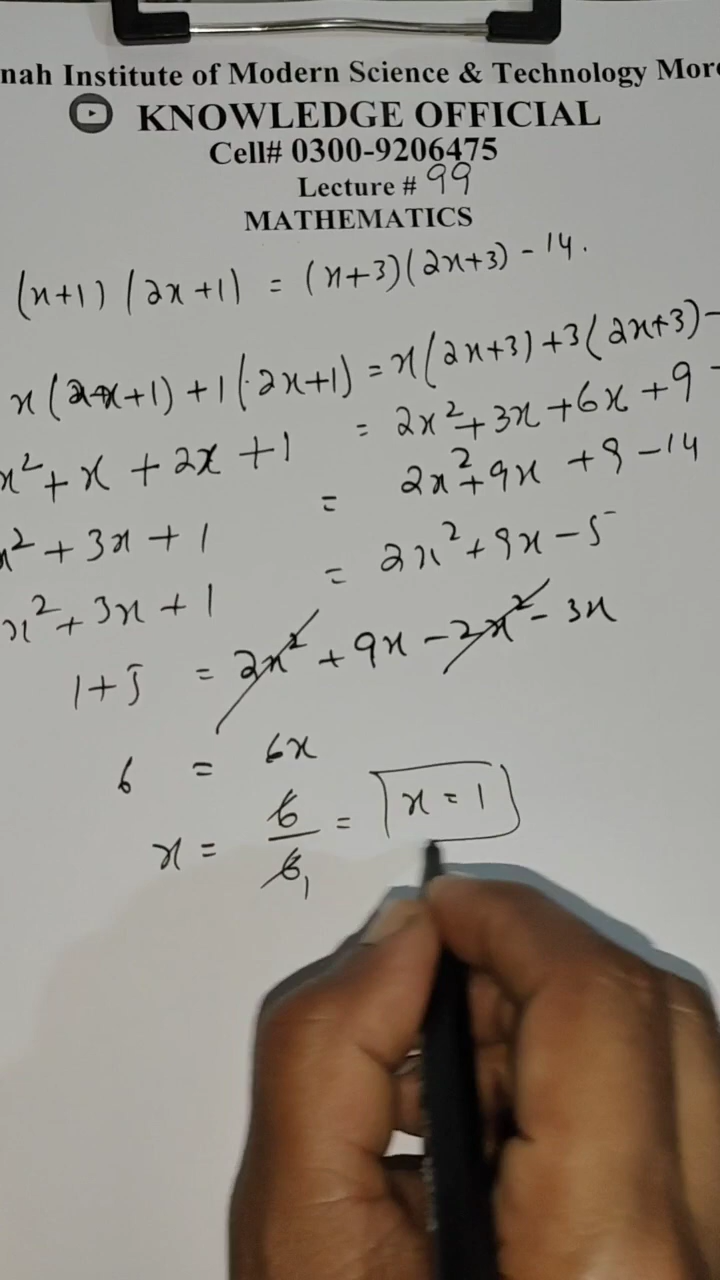 nah Institute of Modern Science & Technology More
KNOWLEDGE OFFICIAL
Cell# 0300-9206475
Lecture # 99
MATHEMATICS
(x+1) (2x+1) = (x+3)(2x+3) - 14.
x(2x+1) + 1(2x+1) = x(2x+3) + 3(2x+3) -
x² + x + 2x + 1 = 2x² + 3x + 6x + 9 -
x² + 3x + 1 = 2x² + 9x + 9 - 14
x² + 3x + 1 = 2x² + 9x - 5
1 + 5 = 2x² + 9x - 2x² - 3x
6 = 6x
x = 6/6 1 = x = 1